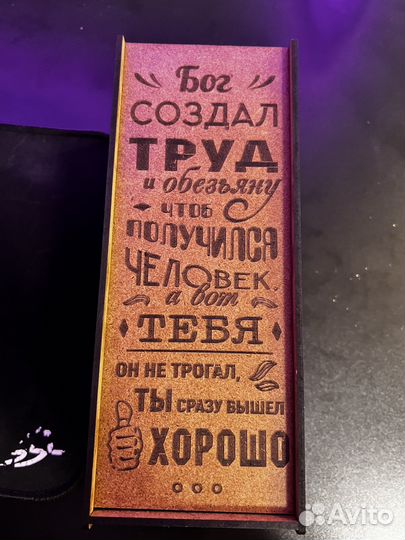 Бог
СОЗДАЛ
ТРУД
и обезьяну
ЧТОБ
ПОЛУЧИЛСЯ
ЧЕЛОВЕК,
а вот
ТЕБЯ
ОН НЕ ТРОГАЛ,
ТЫ СРАЗУ ВЫШЕЛ
ХОРОШО
Avito